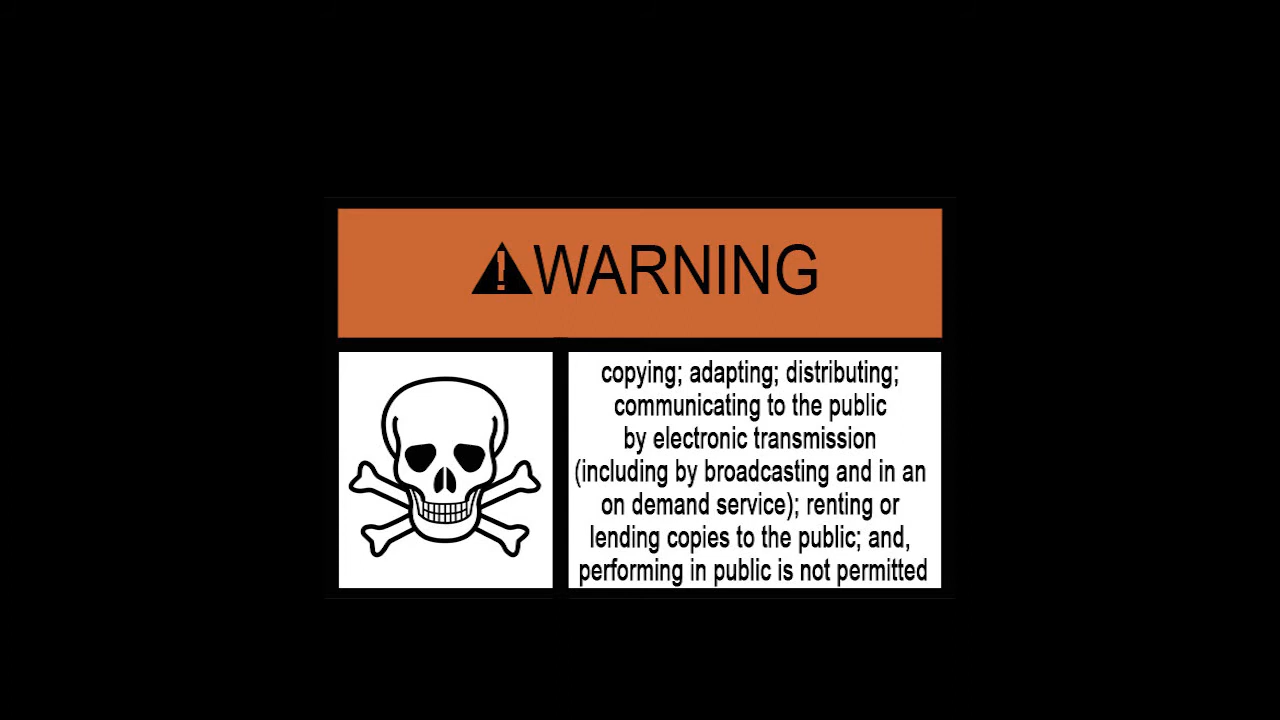 ⚠WARNING
copying; adapting; distributing;
communicating to the public
by electronic transmission
(including by broadcasting and in an
on demand service); renting or
lending copies to the public; and,
performing in public is not permitted